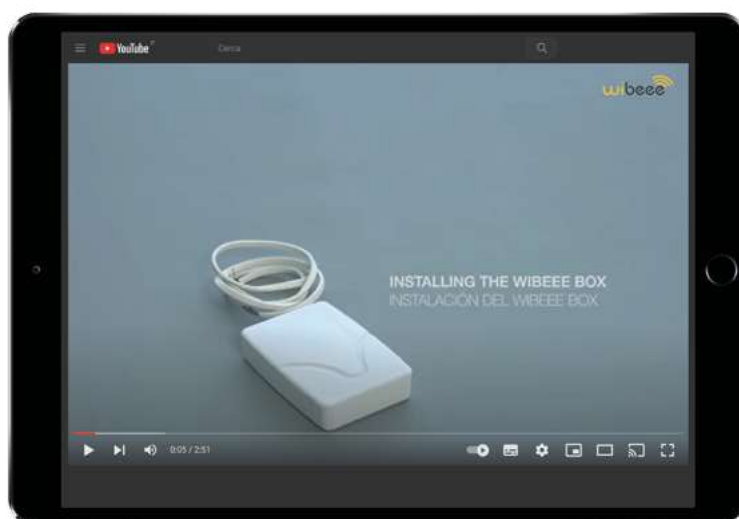 YouTube
Cerca
wibeee
INSTALLING THE WIBEEE BOX
INSTALACIÓN DEL WIBEEE BOX
0:05 / 2:51